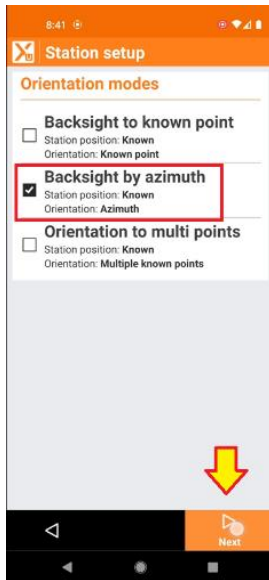 8:41
Station setup
Orientation modes
Backsight to known point
Station position: Known
Orientation: Known point
Backsight by azimuth
Station position: Known
Orientation: Azimuth
Orientation to multi points
Station position: Known
Orientation: Multiple known points
Next